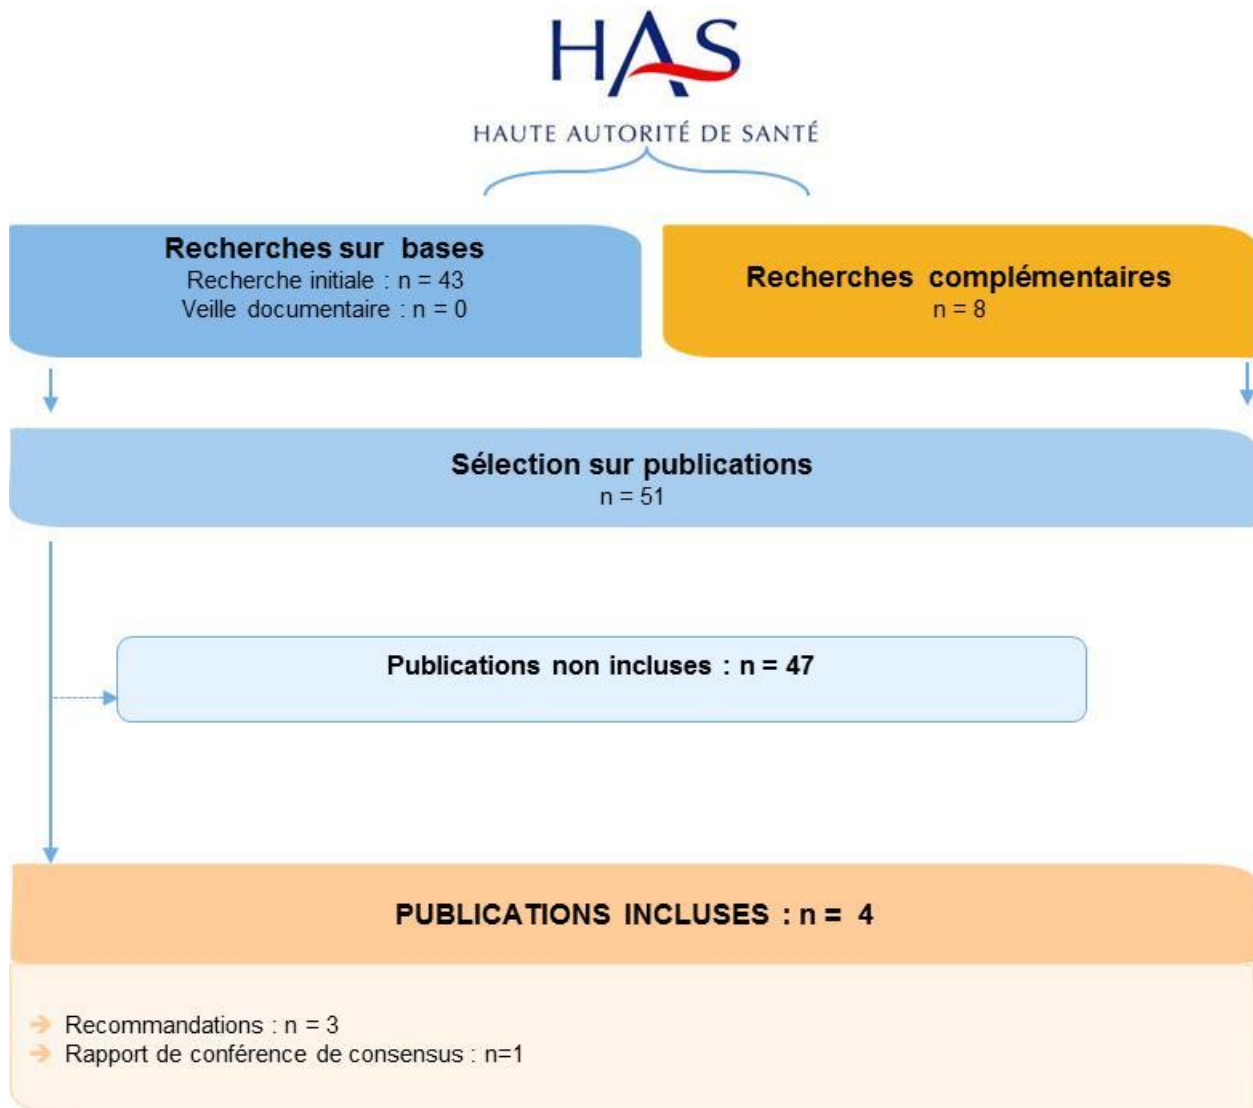 HAS
HAUTE AUTORITÉ DE SANTÉ
Recherches sur bases
Recherche initiale : n = 43
Veille documentaire : n = 0
Recherches complémentaires
n = 8
Sélection sur publications
n = 51
Publications non incluses : n = 47
PUBLICATIONS INCLUSES : n = 4
Recommandations : n = 3
Rapport de conférence de consensus : n=1